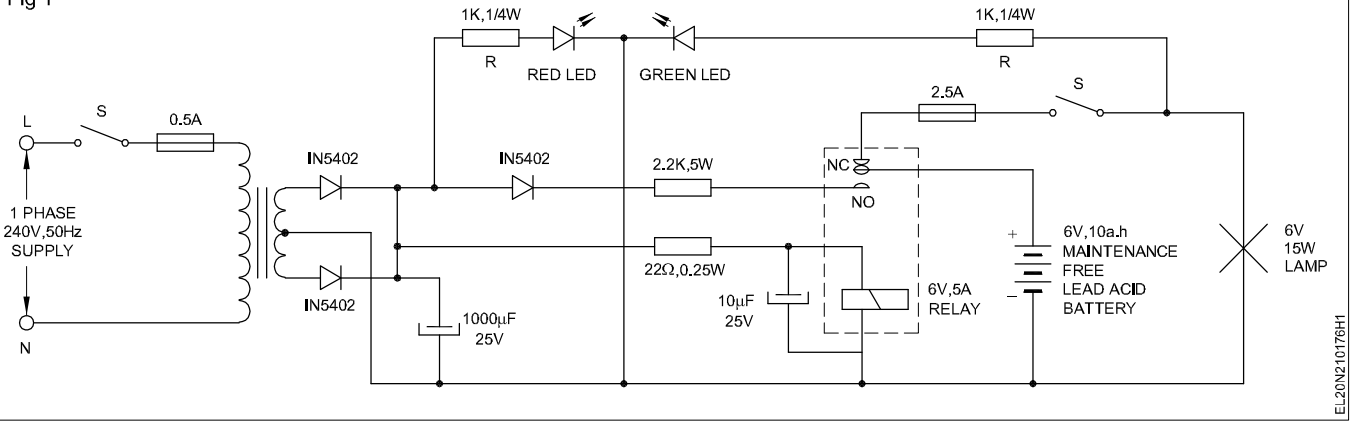 Fig 1
1K,1/4W
R
RED LED
GREEN LED
1K,1/4W
R
L
S
0.5A
1 PHASE
240V,50Hz
SUPPLY
N
IN5402
IN5402
IN5402
1000µF
25V
2.2K,5W
22Ω,0.25W
10µF
25V
NC
NO
6V,5A
RELAY
2.5A
S
+
6V,10a.h
MAINTENANCE
FREE
LEAD ACID
BATTERY
−
6V
15W
LAMP
EL20N210176H1